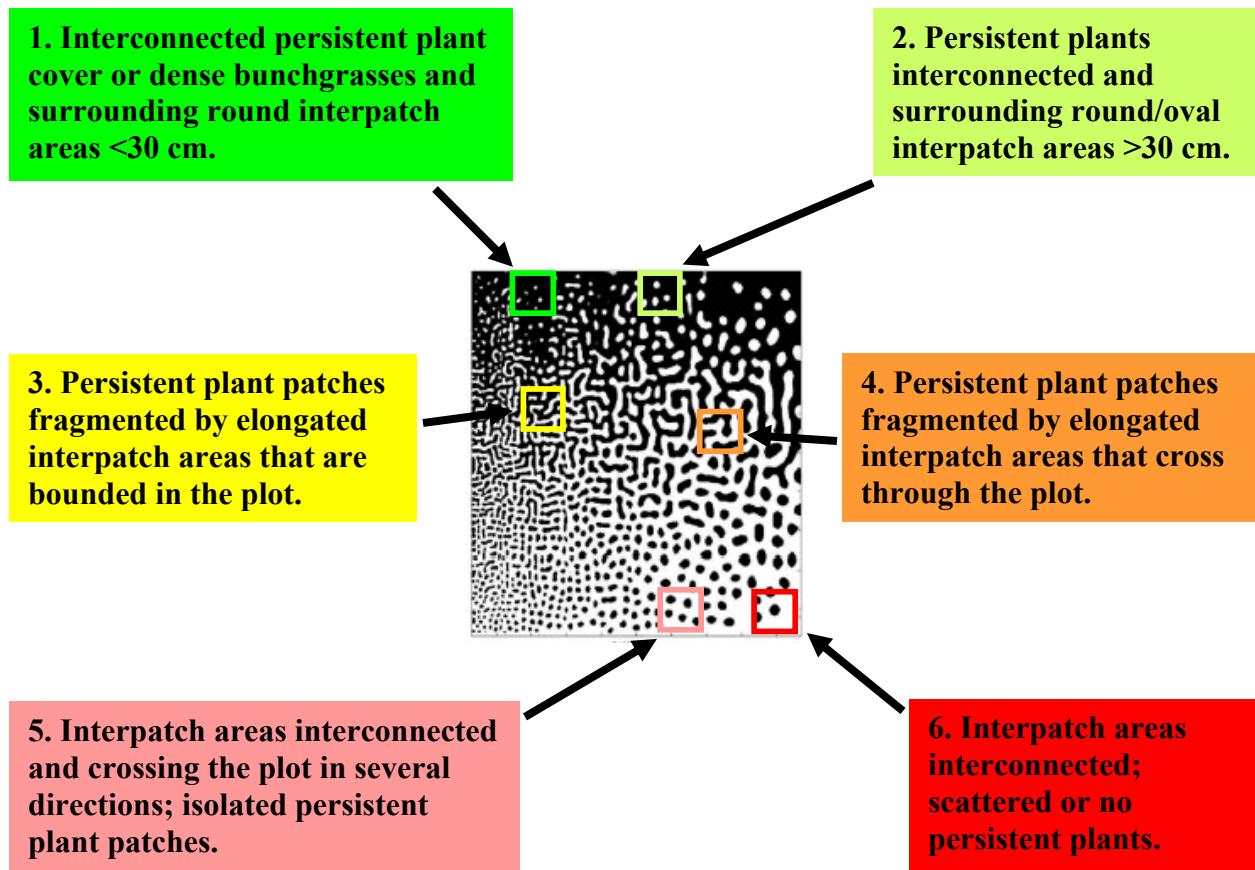 1. Interconnected persistent plant
cover or dense bunchgrasses and
surrounding round interpatch
areas <30 cm.
2. Persistent plants
interconnected and
surrounding round/oval
interpatch areas >30 cm.
3. Persistent plant patches
fragmented by elongated
interpatch areas that are
bounded in the plot.
4. Persistent plant patches
fragmented by elongated
interpatch areas that cross
through the plot.
5. Interpatch areas interconnected
and crossing the plot in several
directions; isolated persistent
plant patches.
6. Interpatch areas
interconnected;
scattered or no
persistent plants.